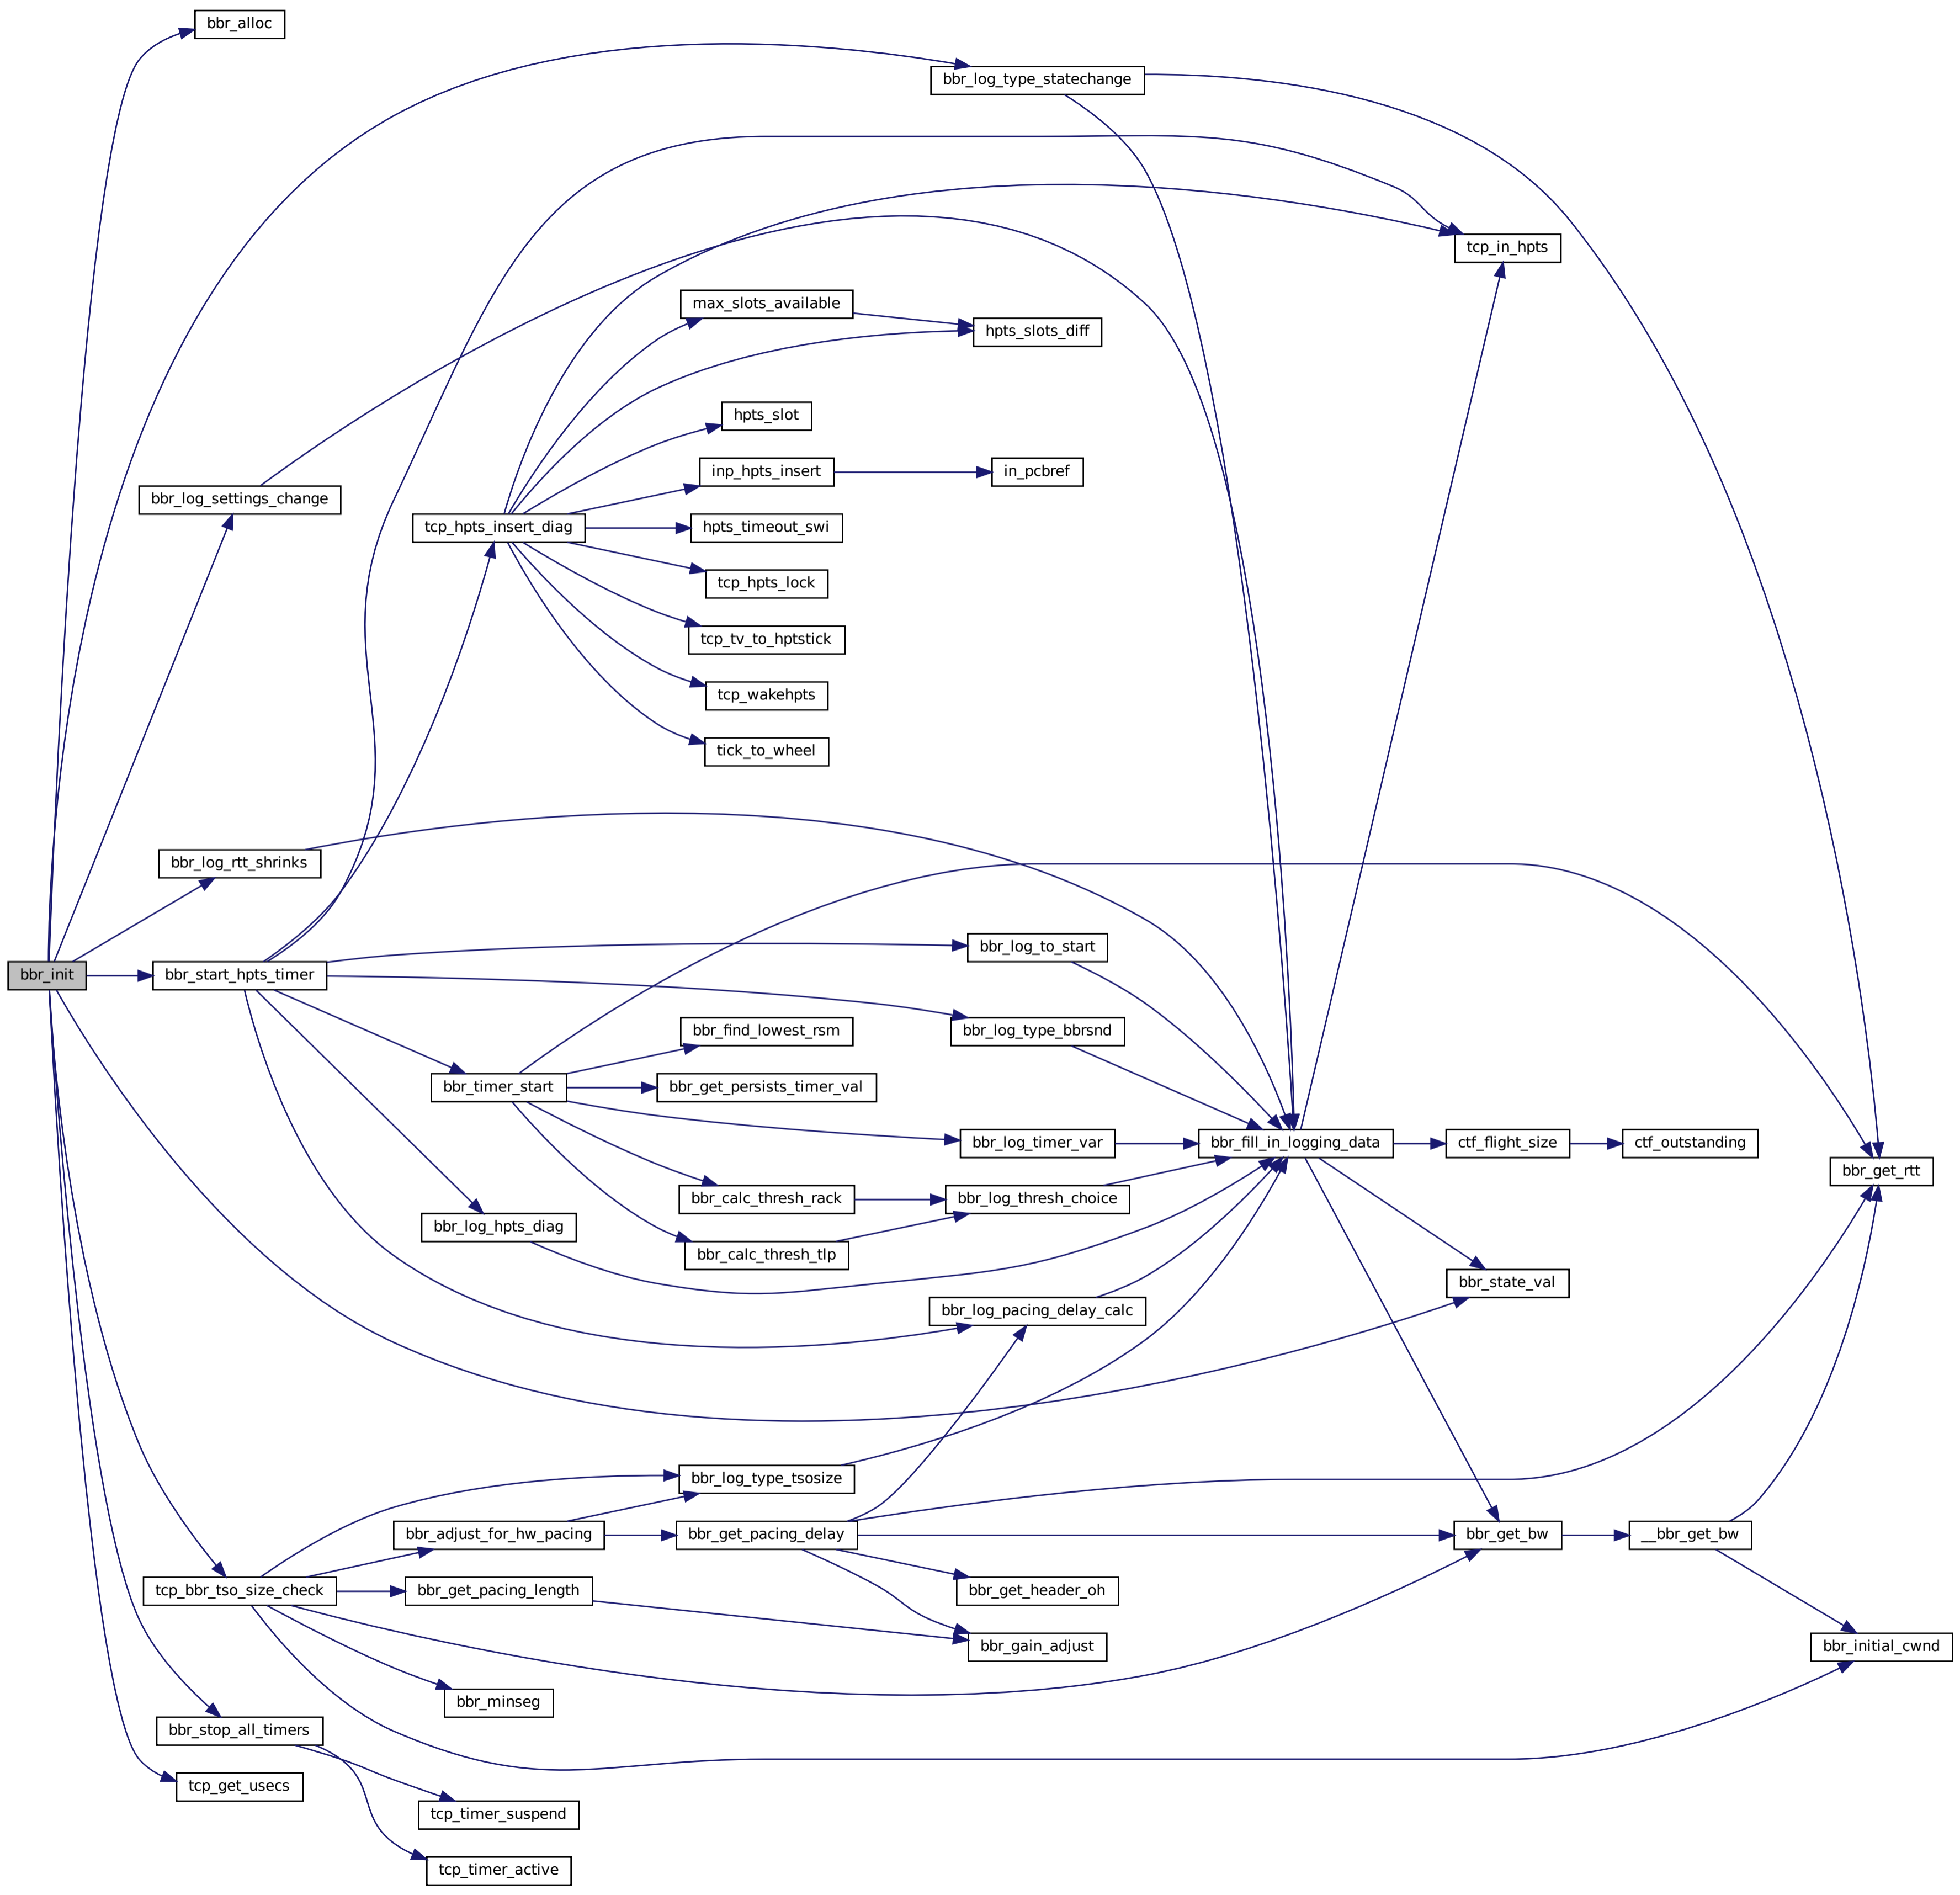 bbr_alloc
bbr_log_type_statechange
tcp_in_hpts
max_slots_available
hpts_slots_diff
hpts_slot
inp_hpts_insert
in_pcbref
bbr_log_settings_change
tcp_hpts_insert_diag
hpts_timeout_swi
tcp_hpts_lock
tcp_tv_to_hptstick
tcp_wakehpts
tick_to_wheel
bbr_log_rtt_shrinks
bbr_log_to_start
bbr_init
bbr_start_hpts_timer
bbr_find_lowest_rsm
bbr_log_type_bbrsnd
bbr_timer_start
bbr_get_persists_timer_val
bbr_log_timer_var
bbr_fill_in_logging_data
ctf_flight_size
ctf_outstanding
bbr_get_rtt
bbr_calc_thresh_rack
bbr_log_thresh_choice
bbr_log_hpts_diag
bbr_calc_thresh_tlp
bbr_state_val
bbr_log_pacing_delay_calc
bbr_log_type_tsosize
bbr_adjust_for_hw_pacing
bbr_get_pacing_delay
bbr_get_bw
__bbr_get_bw
tcp_bbr_tso_size_check
bbr_get_pacing_length
bbr_get_header_oh
bbr_gain_adjust
bbr_initial_cwnd
bbr_minseg
bbr_stop_all_timers
tcp_get_usecs
tcp_timer_suspend
tcp_timer_active